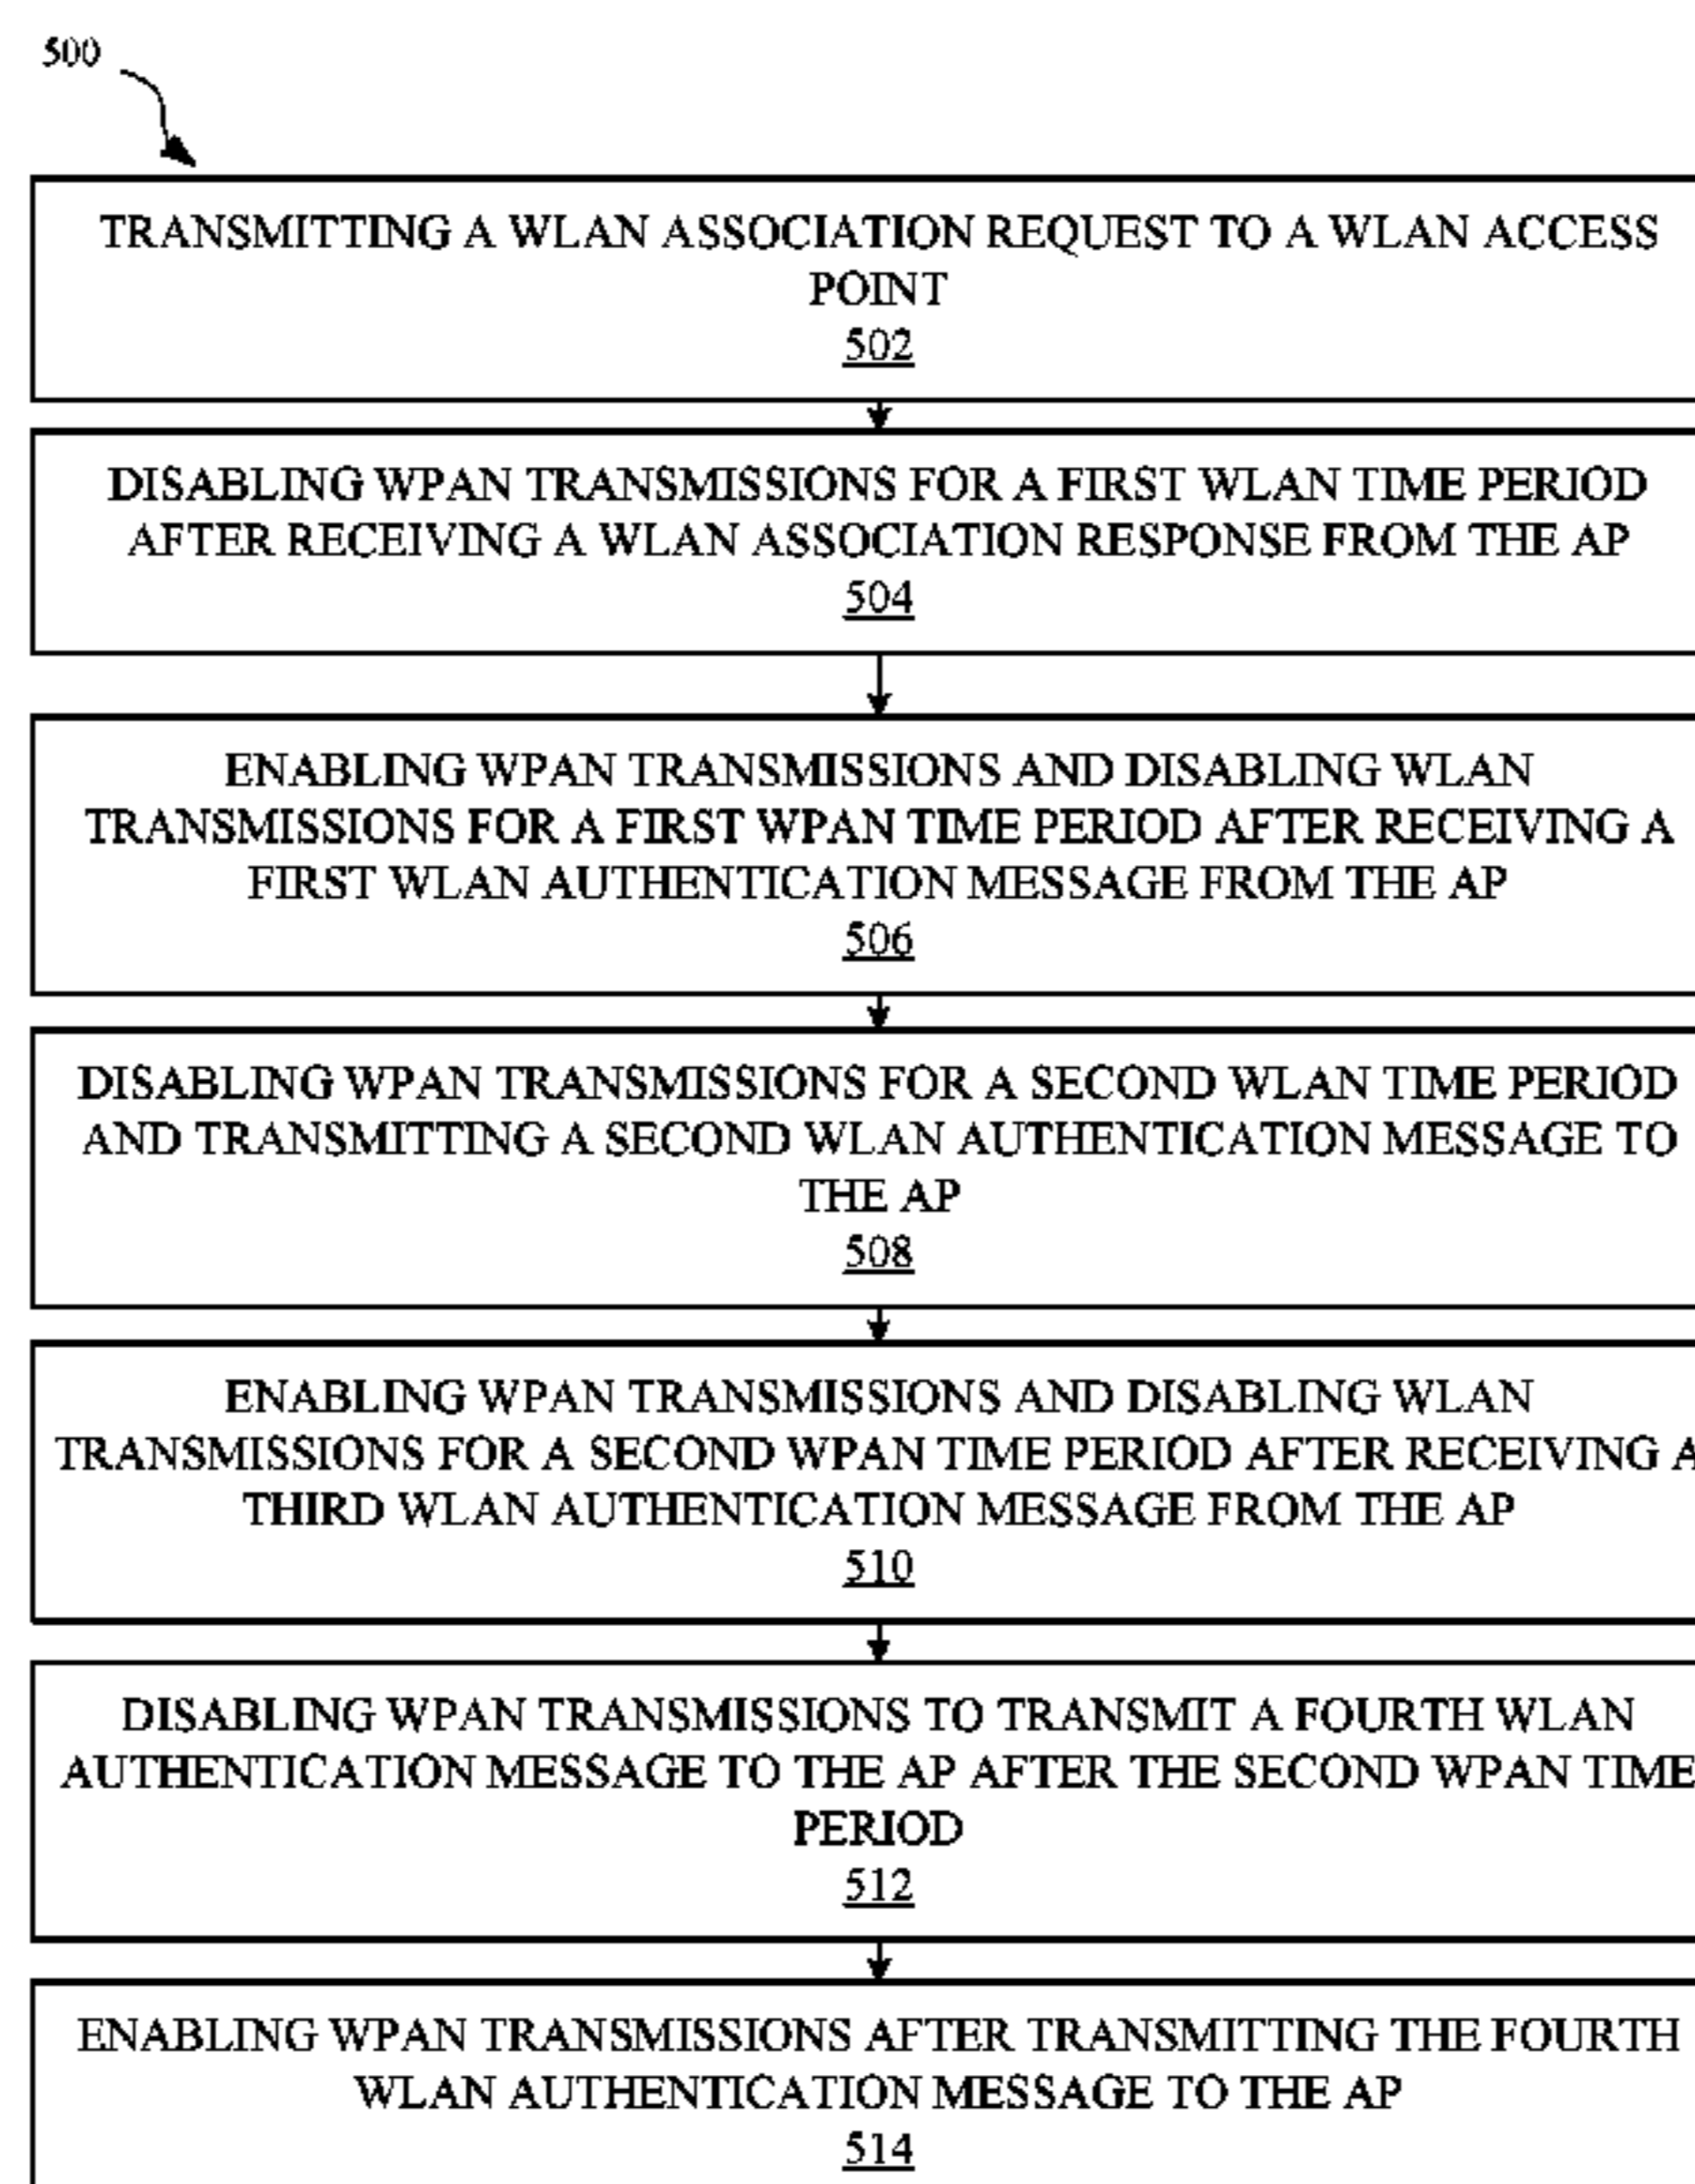 500
TRANSMITTING A WLAN ASSOCIATION REQUEST TO A WLAN ACCESS
POINT
502
DISABLING WPAN TRANSMISSIONS FOR A FIRST WLAN TIME PERIOD
AFTER RECEIVING A WLAN ASSOCIATION RESPONSE FROM THE AP
504
ENABLING WPAN TRANSMISSIONS AND DISABLING WLAN
TRANSMISSIONS FOR A FIRST WPAN TIME PERIOD AFTER RECEIVING A
FIRST WLAN AUTHENTICATION MESSAGE FROM THE AP
506
DISABLING WPAN TRANSMISSIONS FOR A SECOND WLAN TIME PERIOD
AND TRANSMITTING A SECOND WLAN AUTHENTICATION MESSAGE TO
THE AP
508
ENABLING WPAN TRANSMISSIONS AND DISABLING WLAN
TRANSMISSIONS FOR A SECOND WPAN TIME PERIOD AFTER RECEIVING A
THIRD WLAN AUTHENTICATION MESSAGE FROM THE AP
510
DISABLING WPAN TRANSMISSIONS TO TRANSMIT A FOURTH WLAN
AUTHENTICATION MESSAGE TO THE AP AFTER THE SECOND WPAN TIME
PERIOD
512
ENABLING WPAN TRANSMISSIONS AFTER TRANSMITTING THE FOURTH
WLAN AUTHENTICATION MESSAGE TO THE AP
514